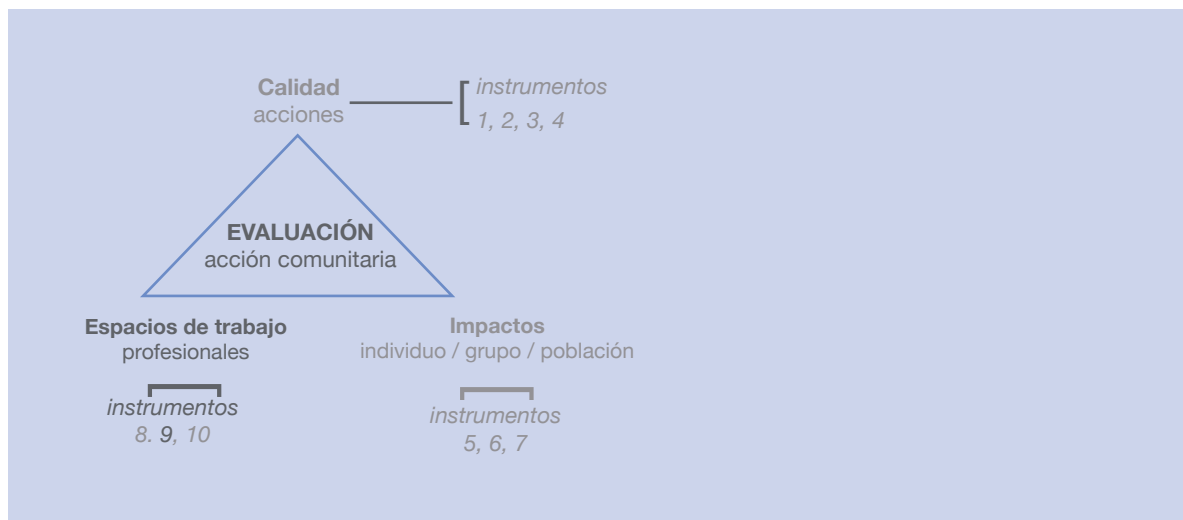 Calidad
acciones
instrumentos
1, 2, 3, 4
EVALUACIÓN
acción comunitaria
Espacios de trabajo
profesionales
instrumentos
8. 9, 10
Impactos
individuo / grupo / población
instrumentos
5, 6, 7